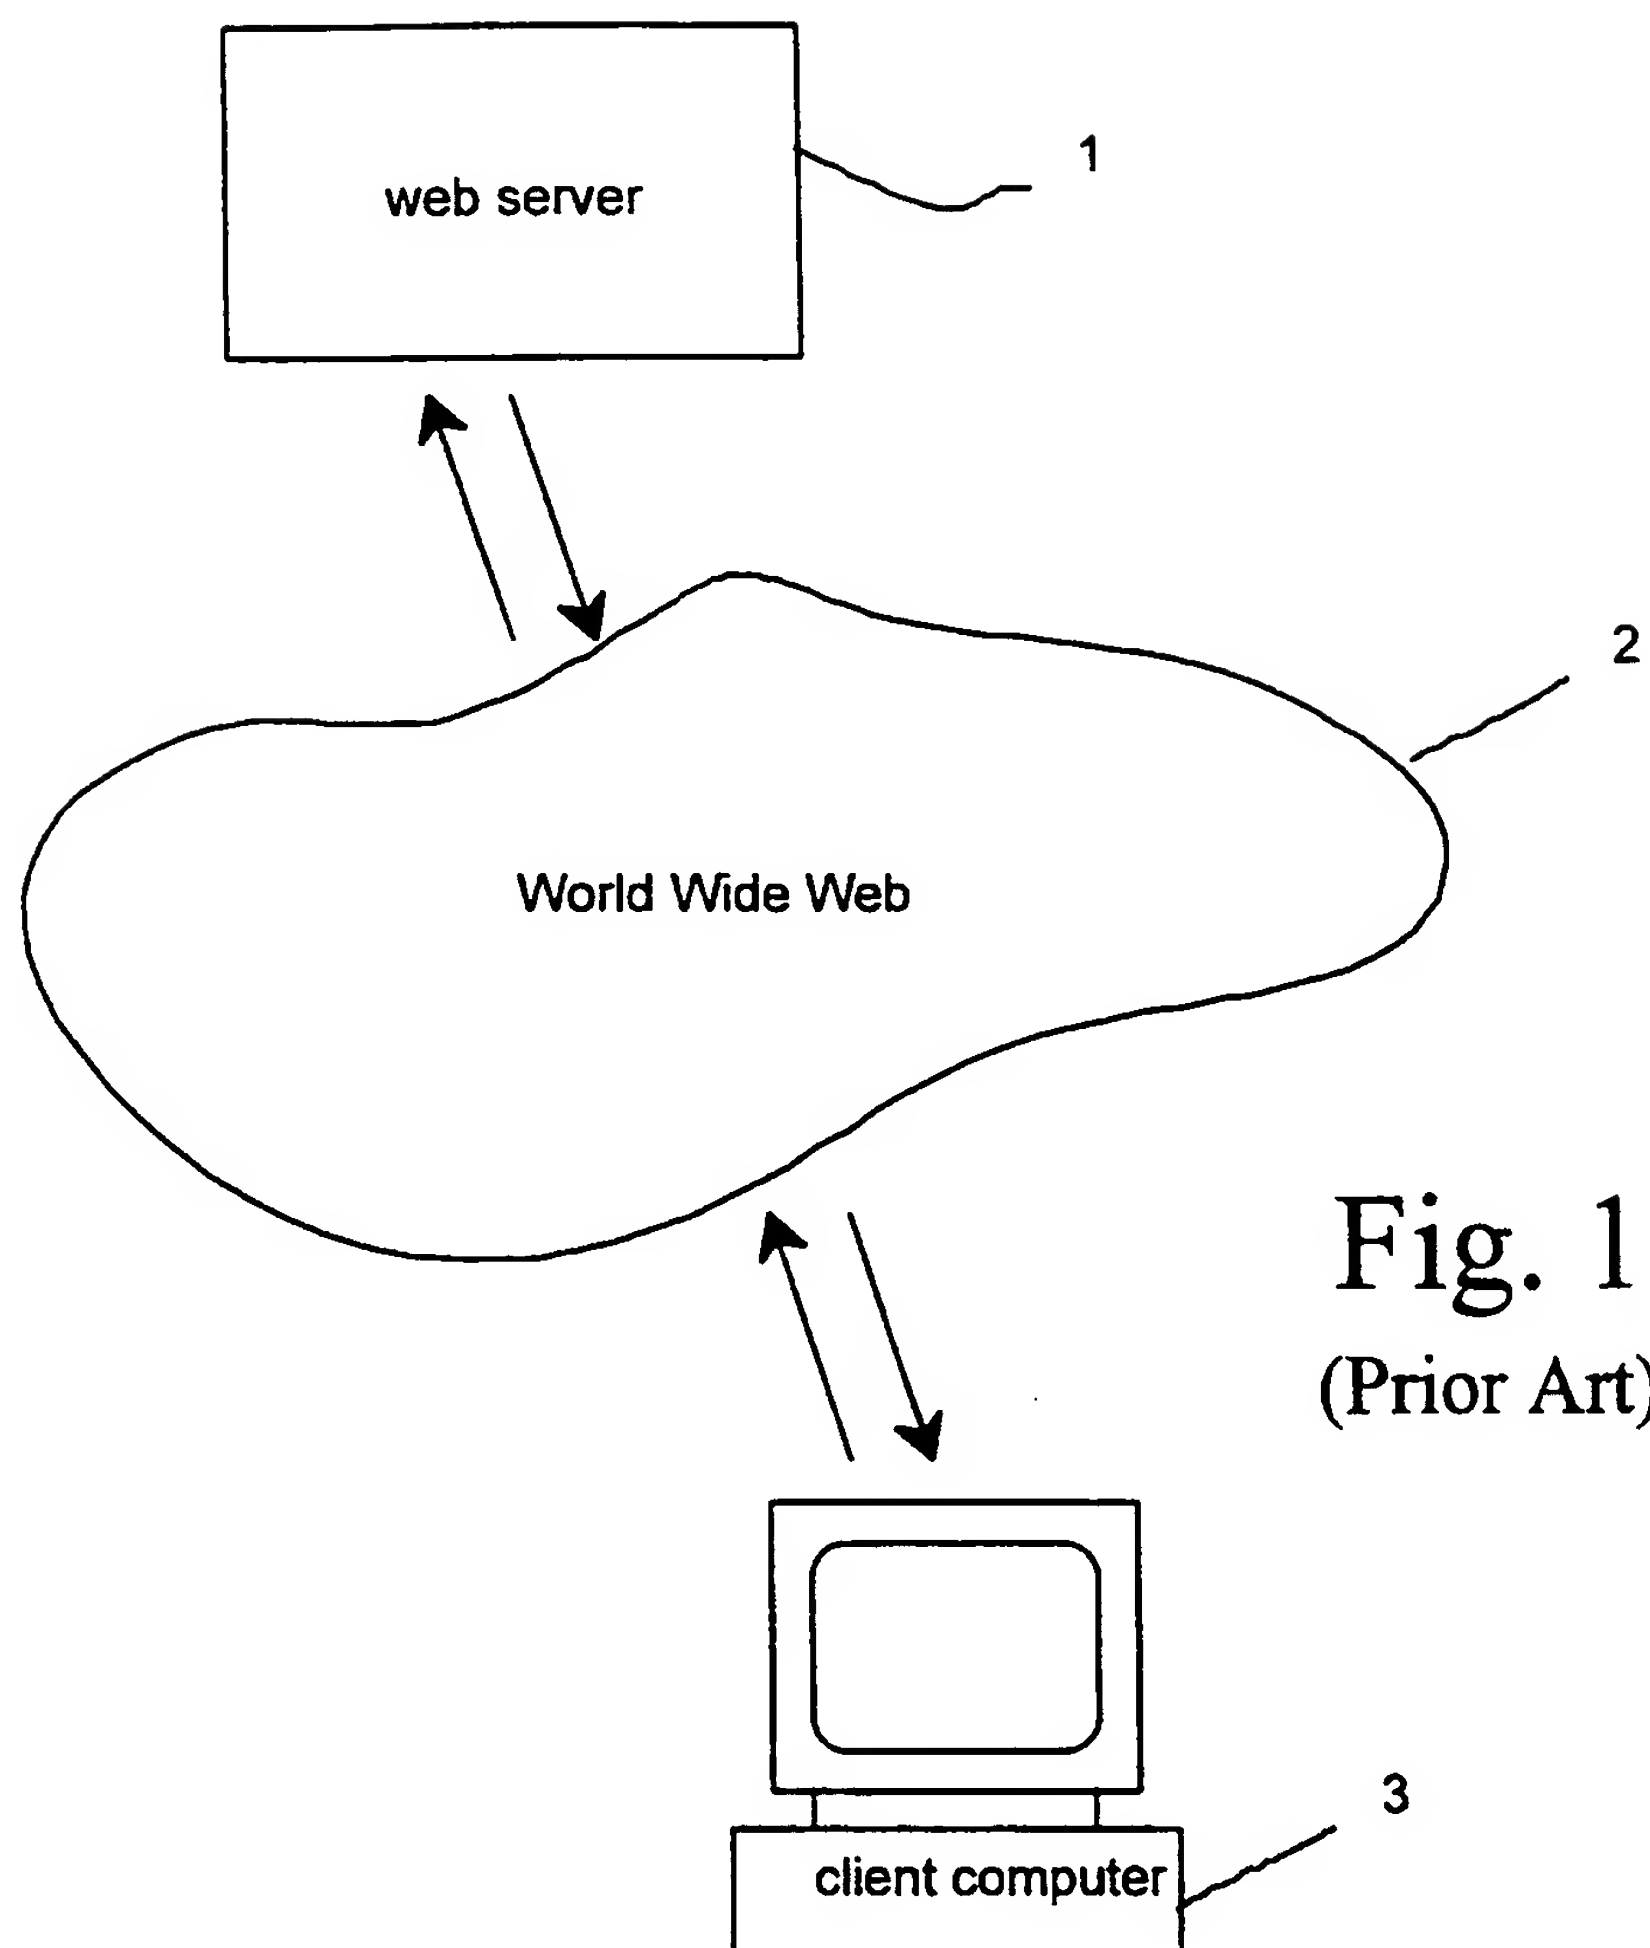 1
web server
2
World Wide Web
Fig. 1
(Prior Art)
3
client computer